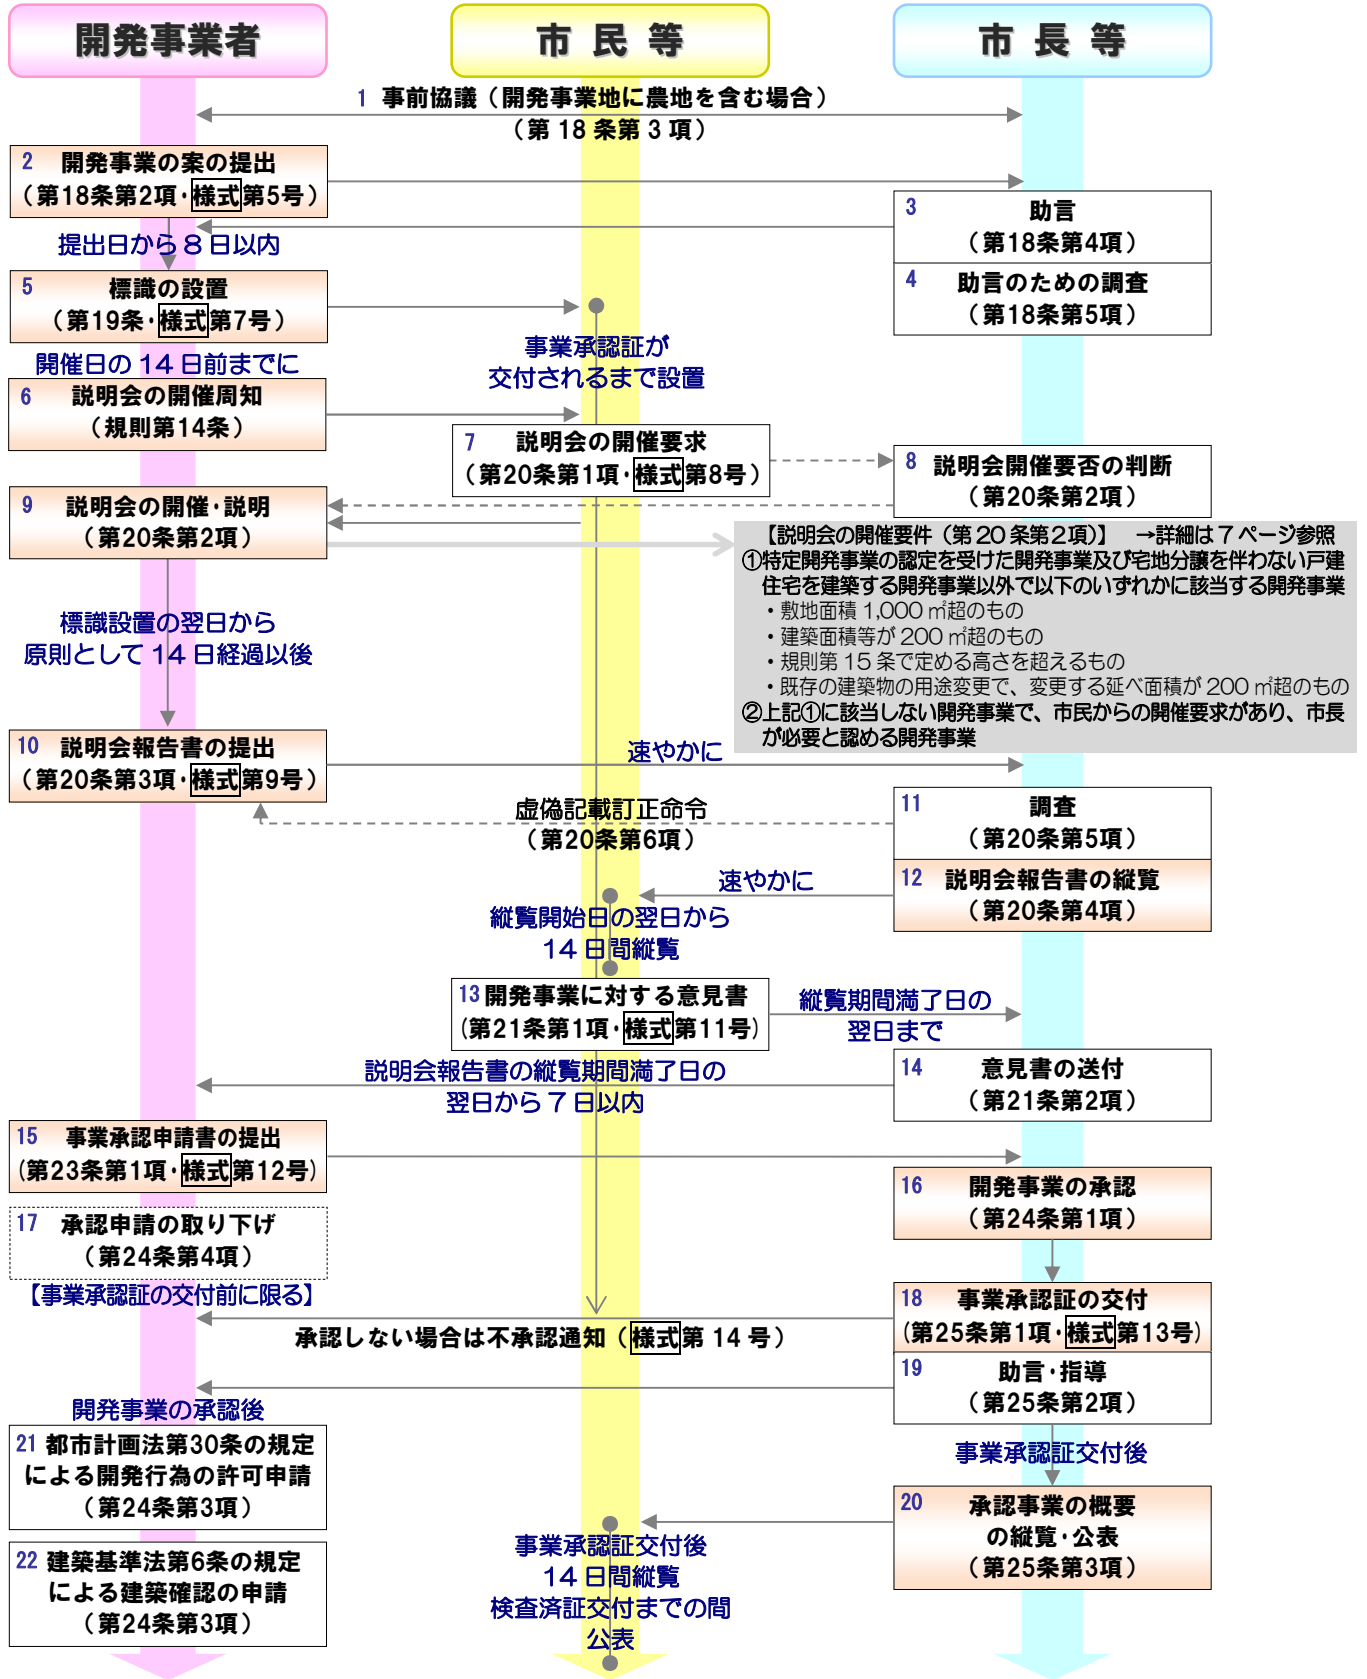 開発事業者
市 民 等
市 長 等
1 事前協議（開発事業地に農地を含む場合）
（第 18 条第 3 項）
2 開発事業の案の提出
（第18条第2項・様式第5号）
3 助言
（第18条第4項）
提出日から 8 日以内
4 助言のための調査
（第18条第5項）
5 標識の設置
（第19条・様式第7号）
事業承認証が
交付されるまで設置
開催日の 14 日前までに
6 説明会の開催周知
（規則第14条）
7 説明会の開催要求
（第20条第1項・様式第8号）
8 説明会開催要否の判断
（第20条第2項）
9 説明会の開催・説明
（第20条第2項）
【説明会の開催要件（第 20 条第２項）】 →詳細は 7 ページ参照
①特定開発事業の認定を受けた開発事業及び宅地分譲を伴わない戸建
住宅を建築する開発事業以外で以下のいずれかに該当する開発事業
・敷地面積 1,000 ㎡超のもの
・建築面積等が 200 ㎡超のもの
・規則第 15 条で定める高さを超えるもの
・既存の建築物の用途変更で、変更する延べ面積が 200 ㎡超のもの
②上記①に該当しない開発事業で、市民からの開催要求があり、市長
が必要と認める開発事業
標識設置の翌日から
原則として 14 日経過以後
10 説明会報告書の提出
（第20条第3項・様式第9号）
速やかに
11 調査
（第20条第5項）
虚偽記載訂正命令
（第20条第6項）
12 説明会報告書の縦覧
（第20条第4項）
速やかに
縦覧開始日の翌日から
14 日間縦覧
13 開発事業に対する意見書
（第21条第1項・様式第11号）
縦覧期間満了日の
翌日まで
14 意見書の送付
（第21条第2項）
説明会報告書の縦覧期間満了日の
翌日から 7 日以内
15 事業承認申請書の提出
（第23条第1項・様式第12号）
16 開発事業の承認
（第24条第1項）
17 承認申請の取り下げ
（第24条第4項）
【事業承認証の交付前に限る】
18 事業承認証の交付
（第25条第1項・様式第13号）
承認しない場合は不承認通知（様式第 14 号）
19 助言・指導
（第25条第2項）
開発事業の承認後
21 都市計画法第30条の規定
による開発行為の許可申請
（第24条第3項）
事業承認証交付後
20 承認事業の概要
の縦覧・公表
（第25条第3項）
22 建築基準法第6条の規定
による建築確認の申請
（第24条第3項）
事業承認証交付後
14 日間縦覧
検査済証交付までの間
公表